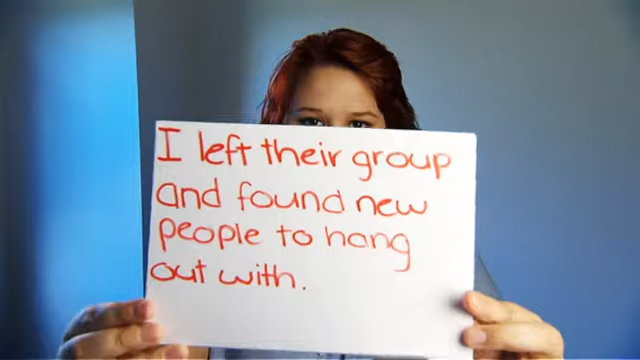 I left their group
and found new
people to hang
out with.